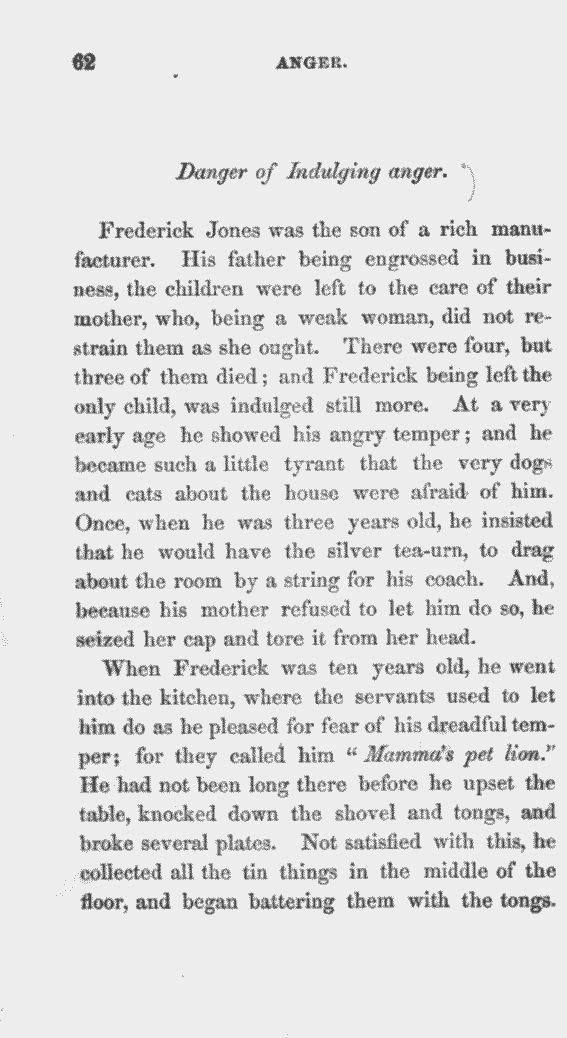 62 ANGER.
Danger of Indulging anger.
Frederick Jones was the son of a rich manu-
facturer. His father being engrossed in busi-
ness, the children were left to the care of their
mother, who, being a weak woman, did not re-
strain them as she ought. There were four, but
three of them died; and Frederick being left the
only child, was indulged still more. At a very
early age he showed his angry temper; and he
became such a little tyrant that the very dogs
and cats about the house were afraid of him.
Once, when he was three years old, he insisted
that he would have the silver tea-urn, to drag
about the room by a string for his coach. And,
because his mother refused to let him do so, he
seized her cap and tore it from her head.
When Frederick was ten years old, he went
into the kitchen, where the servants used to let
him do as he pleased for fear of his dreadful tem-
per; for they called him “Mamma's pet lion.”
He had not been long there before he upset the
table, knocked down the shovel and tongs, and
broke several plates. Not satisfied with this, he
collected all the tin things in the middle of the
floor, and began battering them with the tongs.